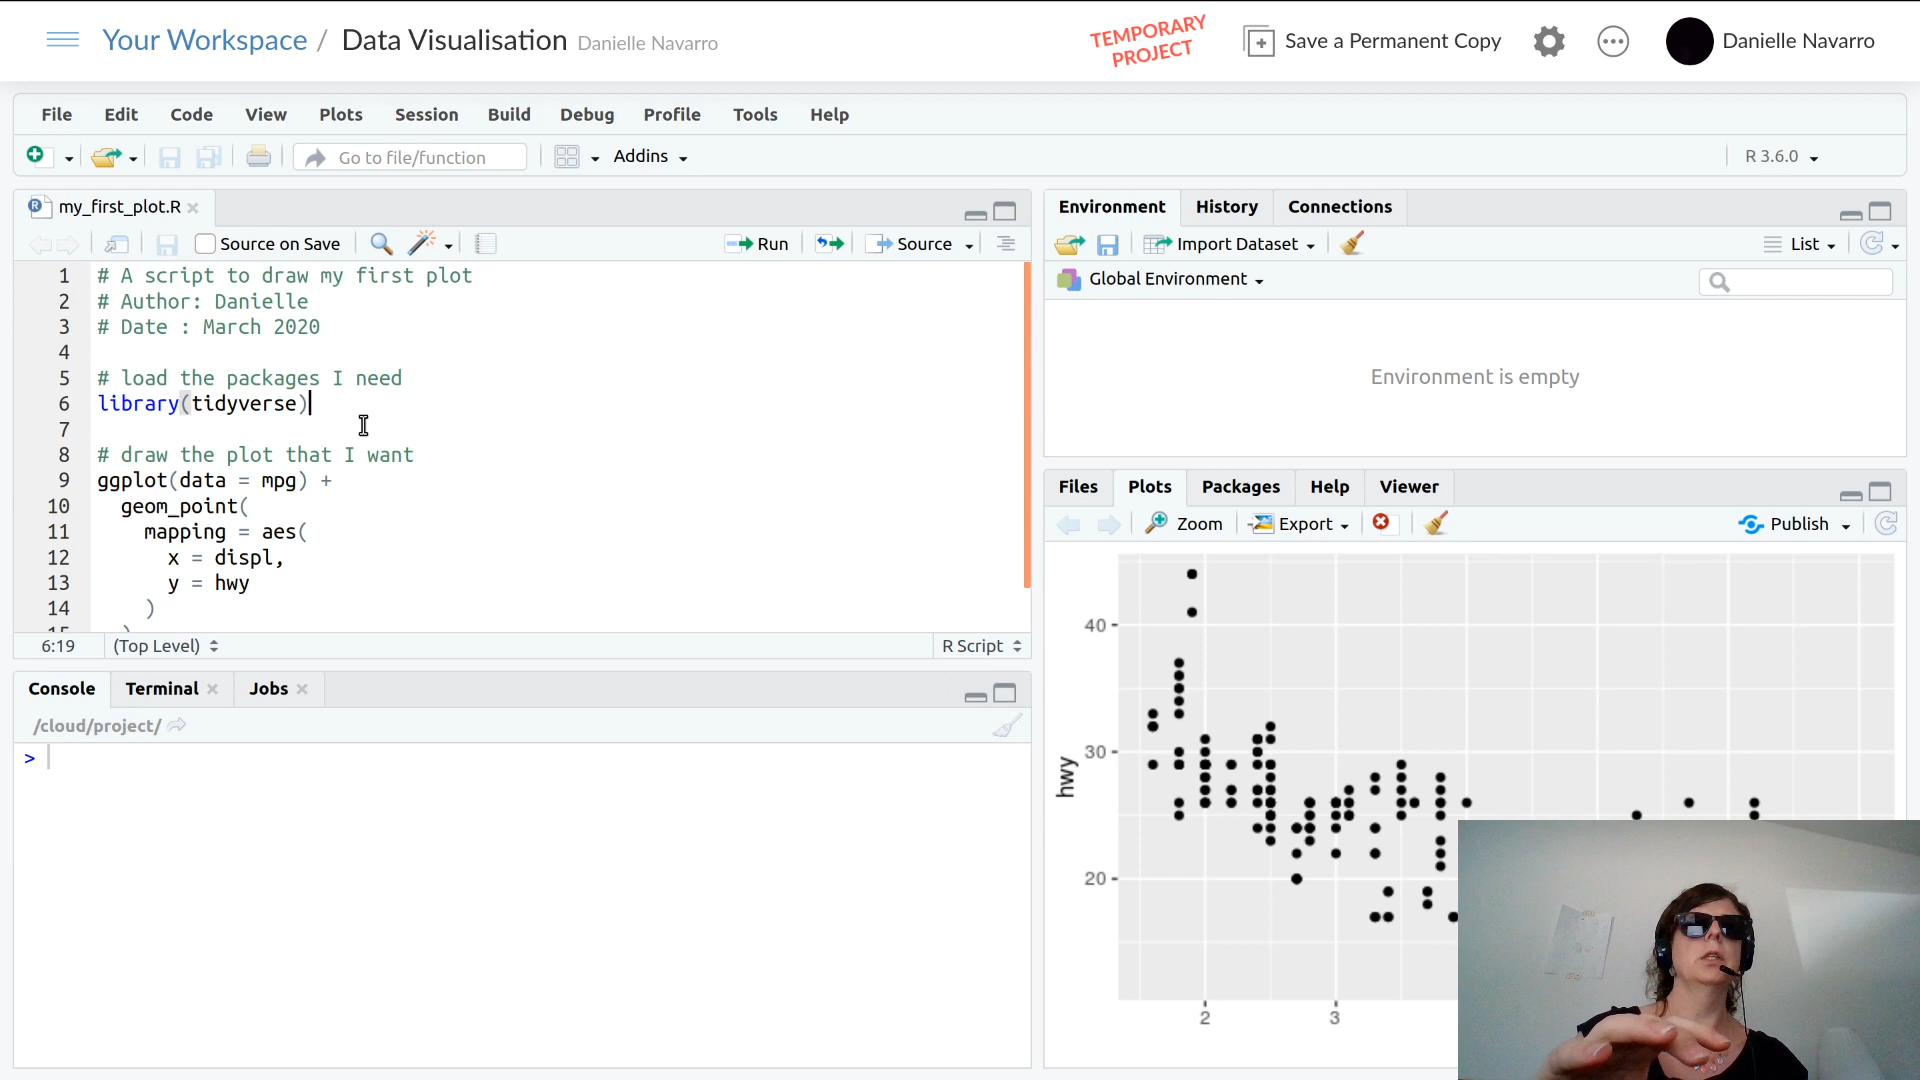 Your Workspace / Data Visualisation Danielle Navarro
TEMPORARY
PROJECT
Save a Permanent Copy
Danielle Navarro
File Edit Code View Plots Session Build Debug Profile Tools Help
Go to file/function
Addins
R 3.6.0
my_first_plot.R
Source on Save
Run
Source
1 # A script to draw my first plot
2 # Author: Danielle
3 # Date : March 2020
4
5 # load the packages I need
6 library(tidyverse)
7
8 # draw the plot that I want
9 ggplot(data = mpg) +
10 geom_point(
11 mapping = aes(
12 x = displ,
13 y = hwy
14 )
15 )
6:19 (Top Level) R Script
Console Terminal Jobs
/cloud/project/
>
Environment History Connections
Import Dataset
List
Global Environment
Environment is empty
Files Plots Packages Help Viewer
Zoom Export Publish
40
30
20
hwy
2 3